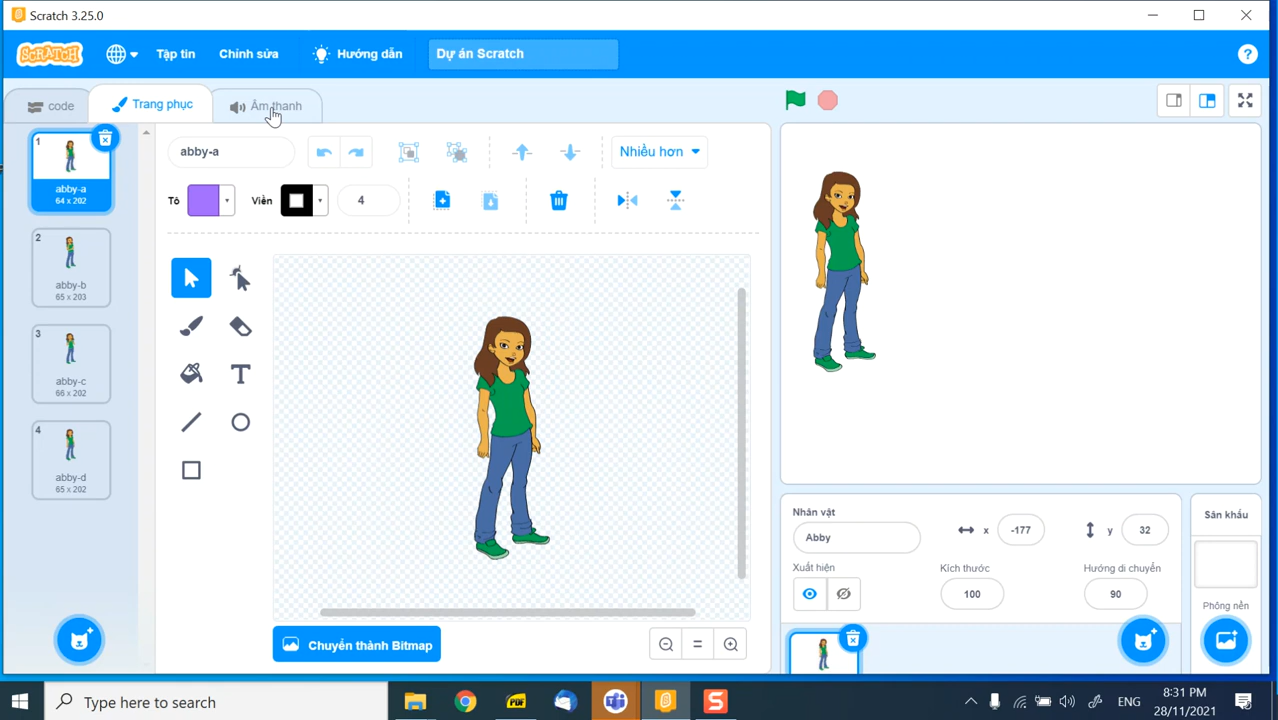 Scratch 3.25.0
SCRATCH
Tập tin
Chỉnh sửa
Hướng dẫn
Dự án Scratch
?
code
Trang phục
Âm thanh
1
abby-a
64 x 202
2
abby-b
65 x 203
3
abby-c
66 x 202
4
abby-d
65 x 202
abby-a
Nhiều hơn
Tô
Viền
4
T
Chuyển thành Bitmap
Nhân vật
Abby
x
-177
y
32
Xuất hiện
Kích thước
100
Hướng di chuyển
90
Sân khấu
Phông nền
Type here to search
PDF
S
ENG
8:31 PM
28/11/2021